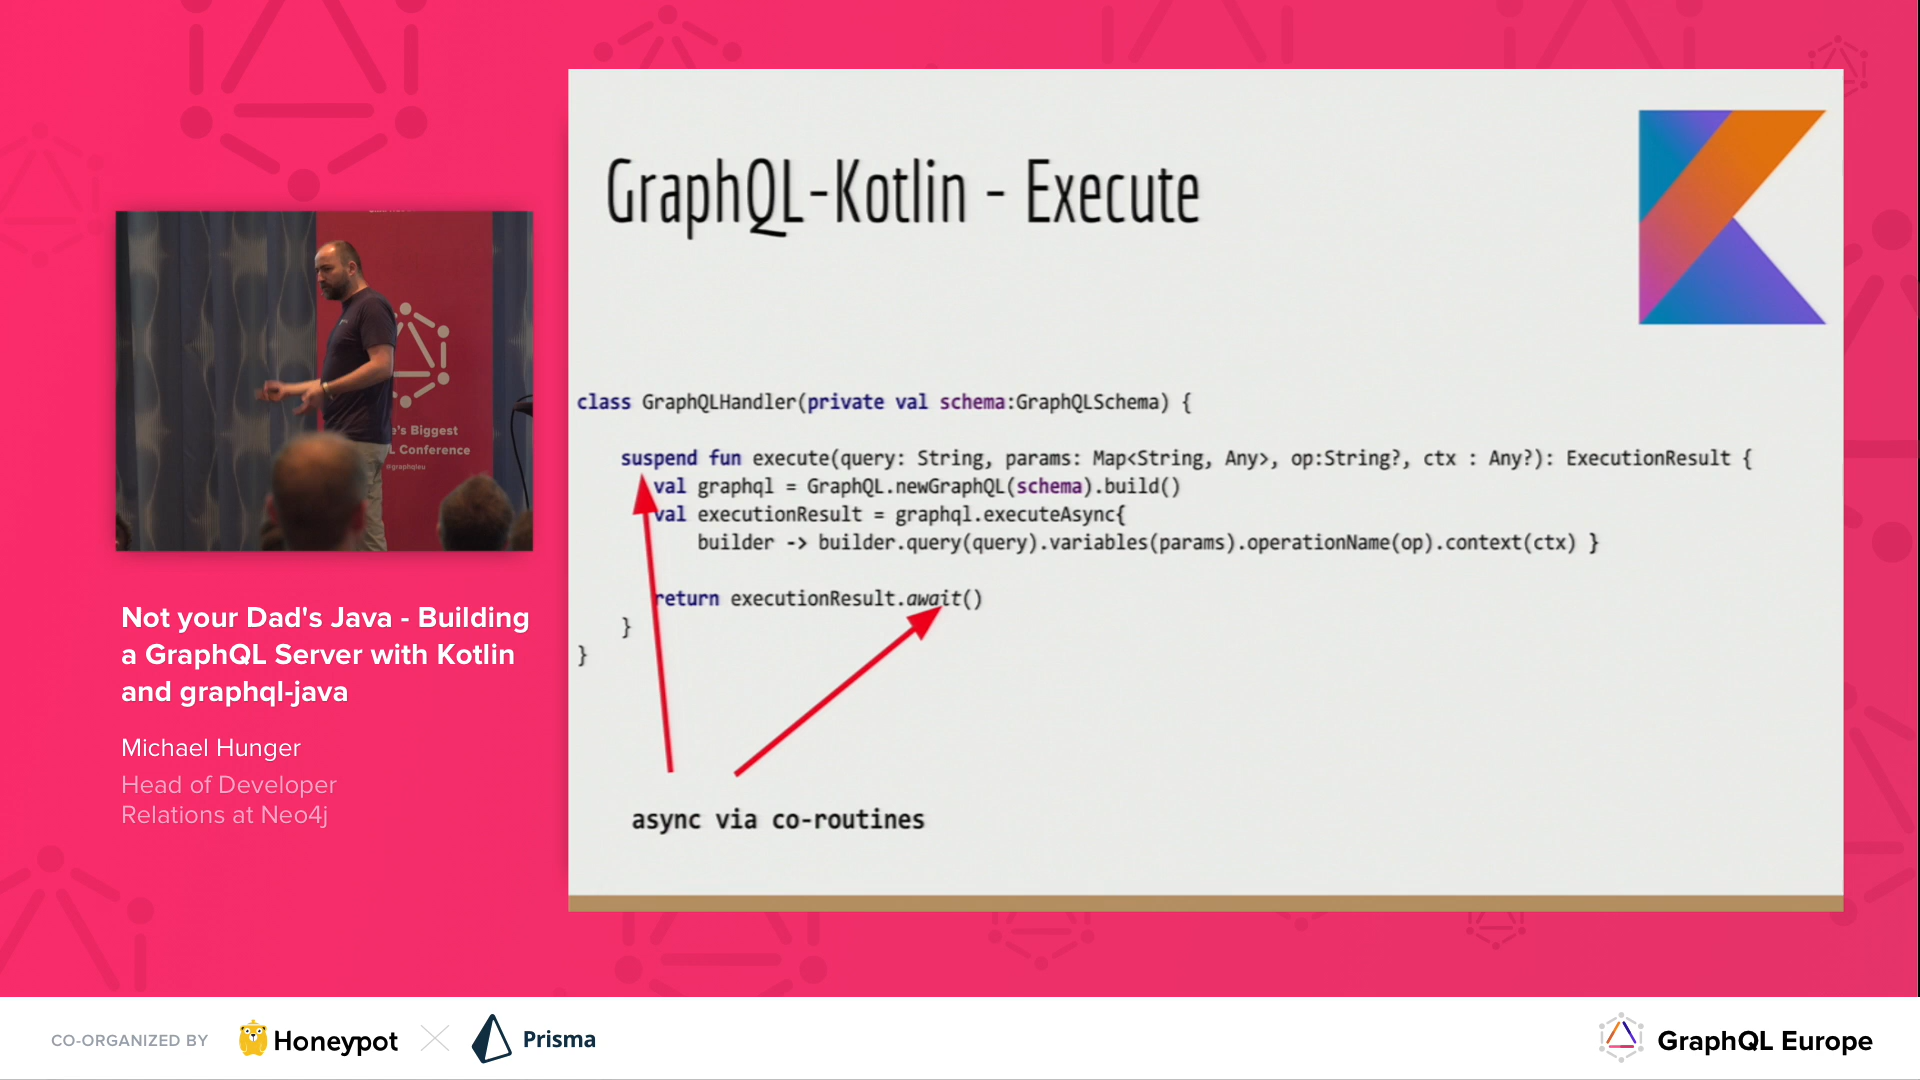 GraphQL-Kotlin - Execute
class GraphQLHandler(private val schema:GraphQLSchema) {
suspend fun execute(query: String, params: Map<String, Any>, op:String?, ctx : Any?): ExecutionResult {
val graphql = GraphQL.newGraphQL(schema).build()
val executionResult = graphql.executeAsync{
builder -> builder.query(query).variables(params).operationName(op).context(ctx) }
return executionResult.await()
}
}
async via co-routines
e's Biggest
L Conference
@graphqleu
Not your Dad's Java - Building
a GraphQL Server with Kotlin
and graphql-java
Michael Hunger
Head of Developer
Relations at Neo4j
CO-ORGANIZED BY
Honeypot
Prisma
GraphQL Europe